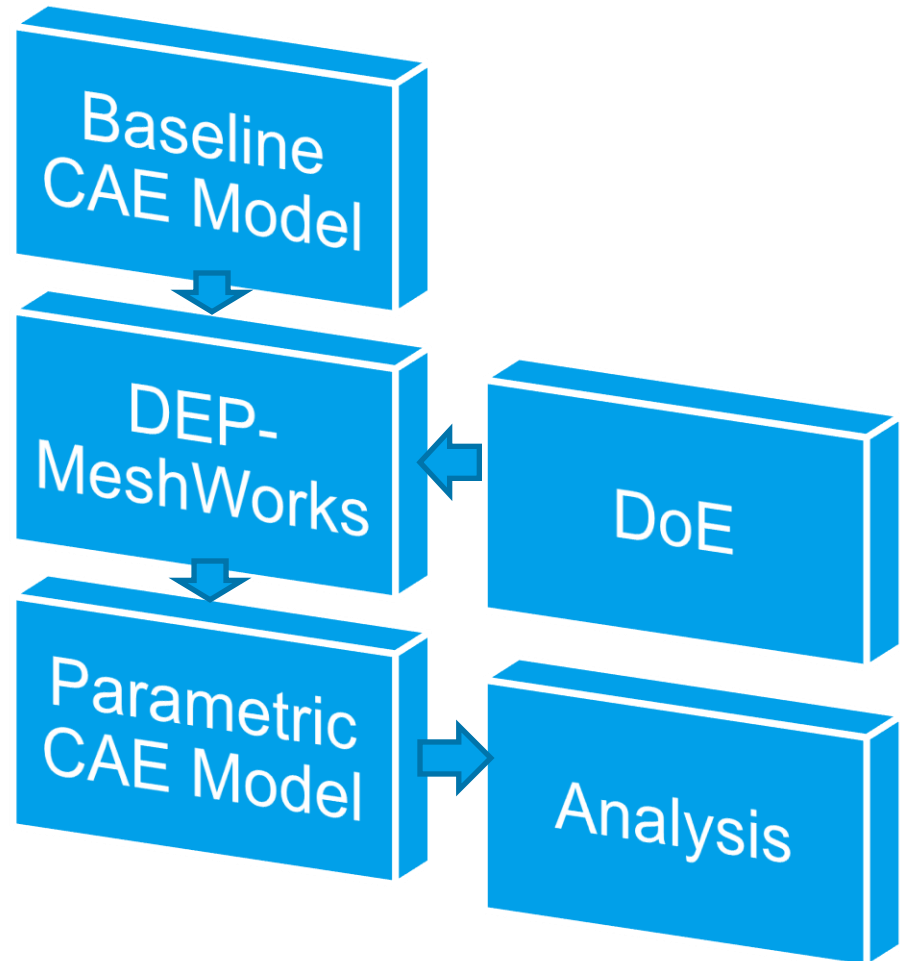 Baseline
CAE Model
DEP-
MeshWorks
DoE
Parametric
CAE Model
Analysis